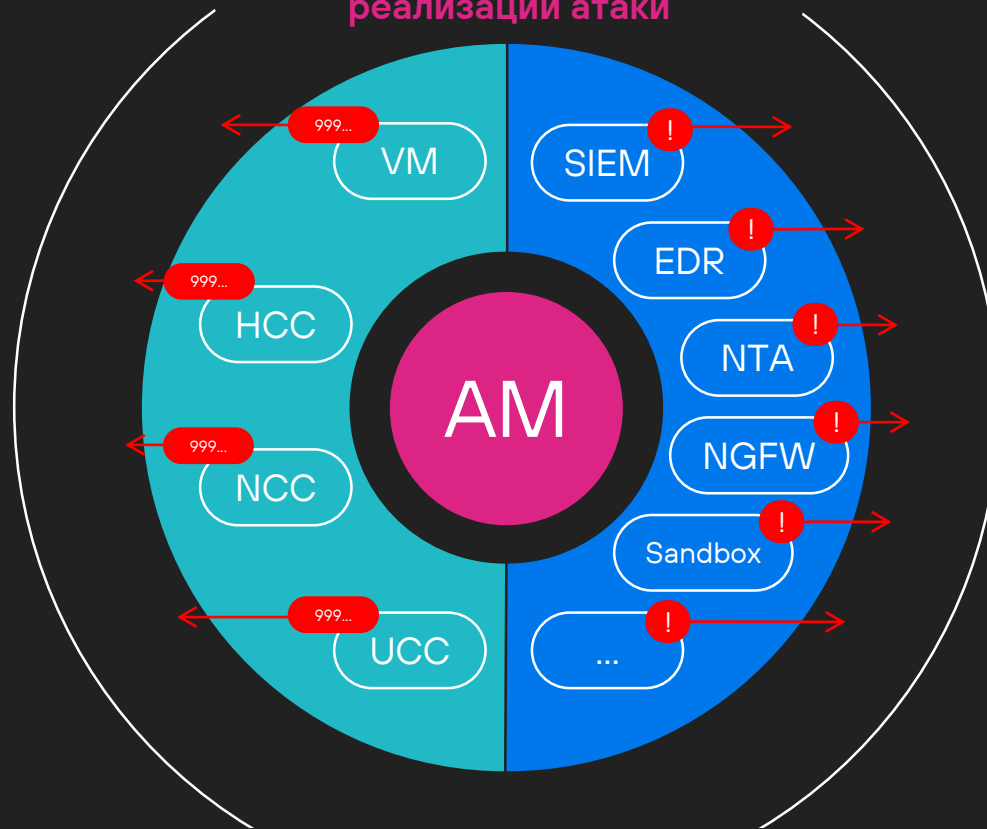 реализации атаки
999...
VM
999...
HCC
999...
NCC
999...
UCC
AM
!
SIEM
!
EDR
!
NTA
!
NGFW
!
Sandbox
!
...